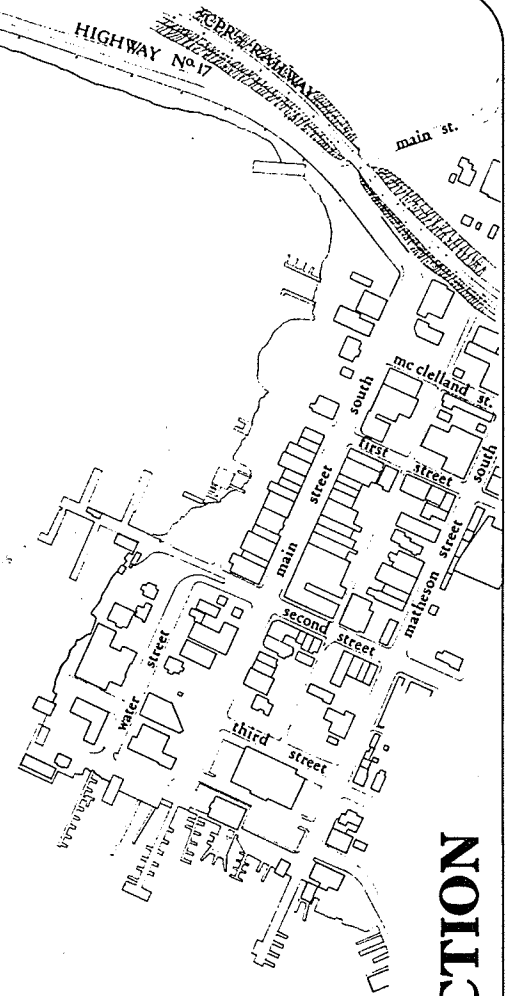 C.P.R. RAILWAY
HIGHWAY No. 17
main st.
mc clelland st.
south
first street
south
main street
matheson street
second street
water street
third street
CTION